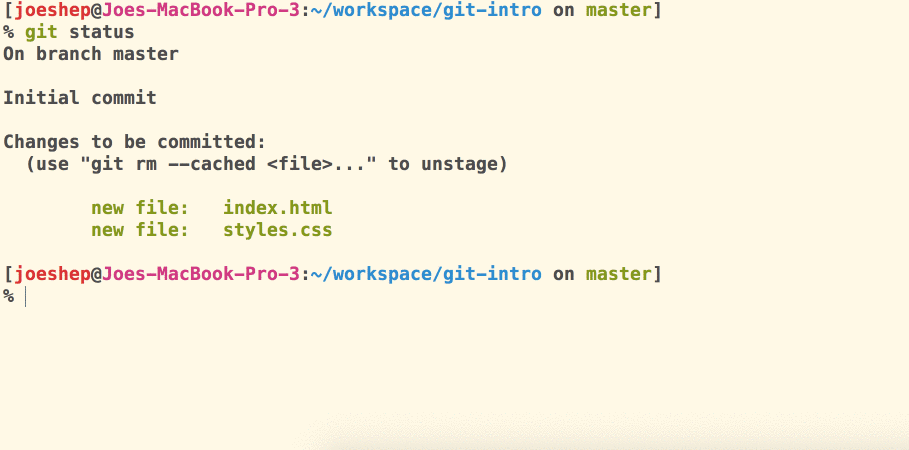 [joeshep@Joes-MacBook-Pro-3:~/workspace/git-intro on master]
% git status
On branch master
Initial commit
Changes to be committed:
(use "git rm --cached <file>..." to unstage)
new file: index.html
new file: styles.css
[joeshep@Joes-MacBook-Pro-3:~/workspace/git-intro on master]
%